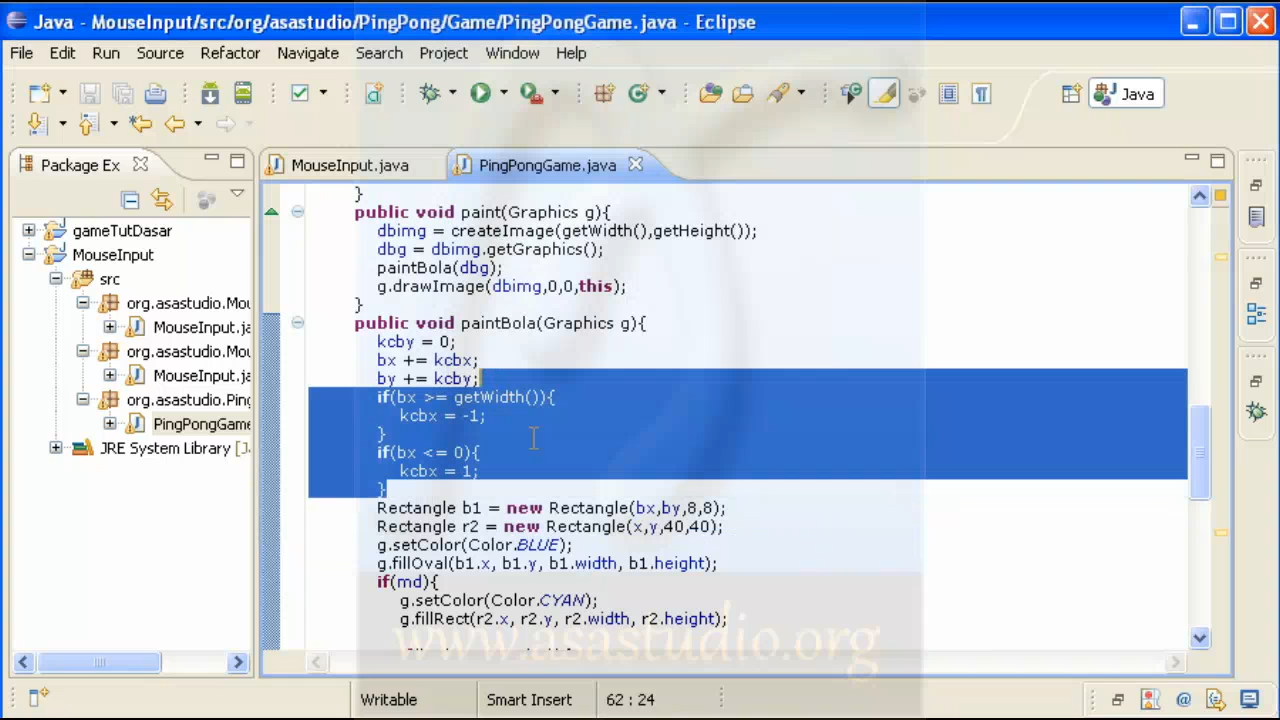 Java - MouseInput/src/org/asastudio/PingPong/Game/PingPongGame.java - Eclipse
File Edit Run Source Refactor Navigate Search Project Window Help
Java
Package Ex
MouseInput.java
PingPongGame.java
gameTutDasar
MouseInput
src
org.asastudio.Mou
MouseInput.ja
org.asastudio.Mou
MouseInput.ja
org.asastudio.Ping
PingPongGame
JRE System Library [J
}
public void paint(Graphics g){
dbimg = createImage(getWidth(),getHeight());
dbg = dbimg.getGraphics();
paintBola(dbg);
g.drawImage(dbimg,0,0,this);
}
public void paintBola(Graphics g){
kcby = 0;
bx += kcbx;
by += kcby;
if(bx >= getWidth()){
kcbx = -1;
}
if(bx <= 0){
kcbx = 1;
}
Rectangle b1 = new Rectangle(bx,by,8,8);
Rectangle r2 = new Rectangle(x,y,40,40);
g.setColor(Color.BLUE);
g.fillOval(b1.x, b1.y, b1.width, b1.height);
if(md){
g.setColor(Color.CYAN);
g.fillRect(r2.x, r2.y, r2.width, r2.height);
www.asastudio.org
Writable
Smart Insert
62 : 24